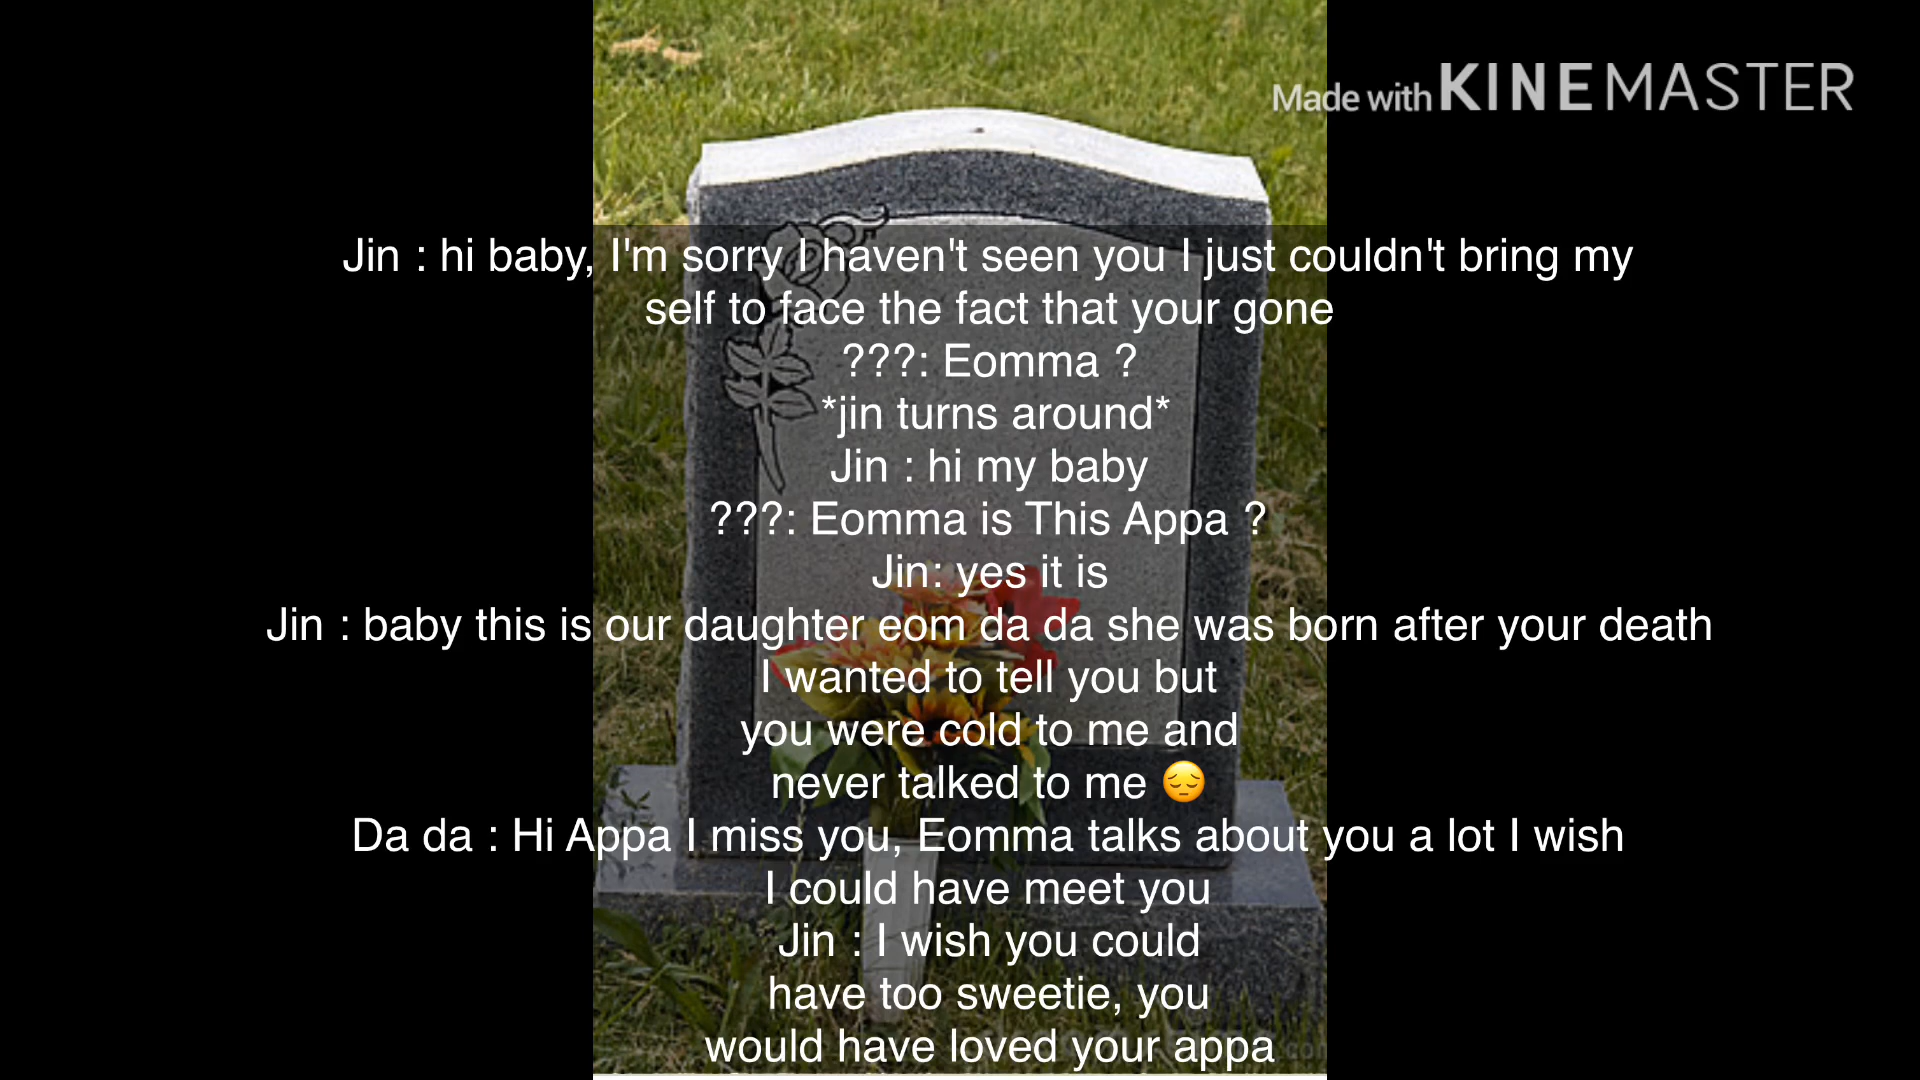 Made with KINEMASTER
Jin : hi baby, I'm sorry I haven't seen you I just couldn't bring my
self to face the fact that your gone
???: Eomma ?
*jin turns around*
Jin : hi my baby
???: Eomma is This Appa ?
Jin: yes it is
Jin : baby this is our daughter eom da da she was born after your death
I wanted to tell you but
you were cold to me and
never talked to me 😔
Da da : Hi Appa I miss you, Eomma talks about you a lot I wish
I could have meet you
Jin : I wish you could
have too sweetie, you
would have loved your appa